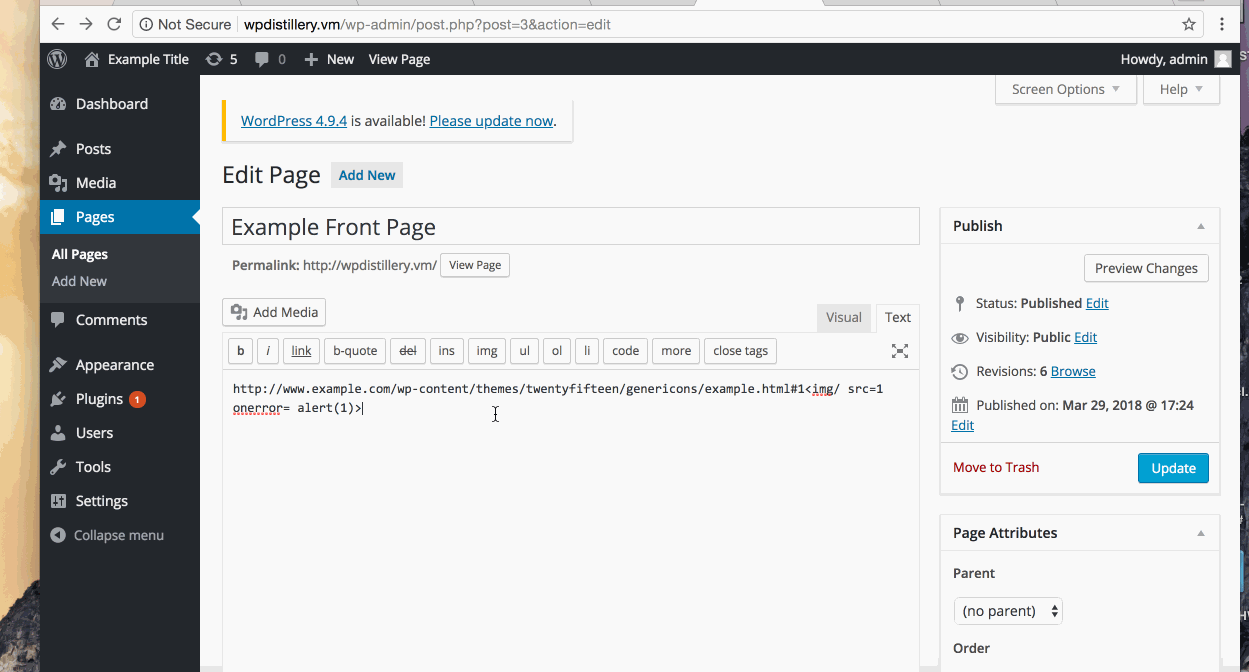 Not Secure wpdistillery.vm/wp-admin/post.php?post=3&action=edit
Example Title 5 0 New View Page Howdy, admin
Screen Options Help
Dashboard
Posts
Media
Pages
All Pages
Add New
Comments
Appearance
Plugins 1
Users
Tools
Settings
Collapse menu
WordPress 4.9.4 is available! Please update now.
Edit Page Add New
Example Front Page
Permalink: http://wpdistillery.vm/ View Page
Add Media
Visual Text
b i link b-quote del ins img ul ol li code more close tags
http://www.example.com/wp-content/themes/twentyfifteen/genericons/example.html#1<img/ src=1
onerror= alert(1)>
Publish
Preview Changes
Status: Published Edit
Visibility: Public Edit
Revisions: 6 Browse
Published on: Mar 29, 2018 @ 17:24
Edit
Move to Trash Update
Page Attributes
Parent
(no parent)
Order